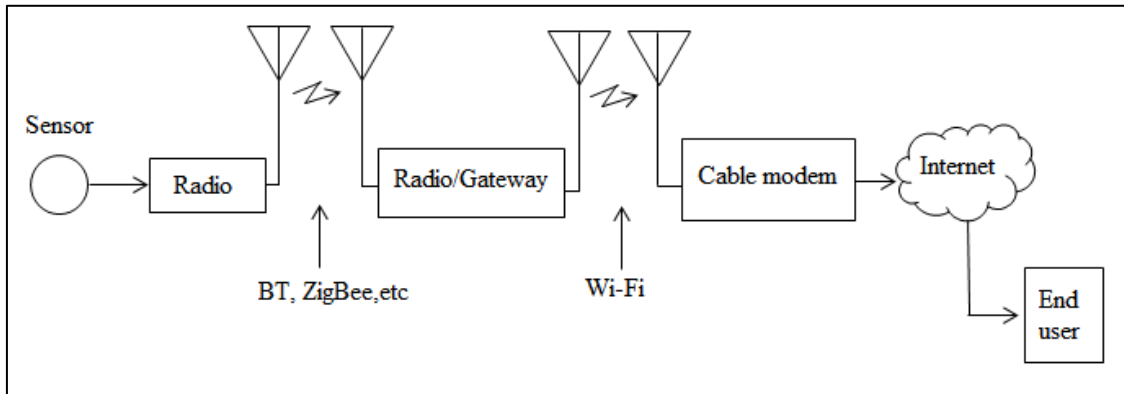 Sensor
Radio
Radio/Gateway
Cable modem
Internet
BT, ZigBee,etc
Wi-Fi
End
user